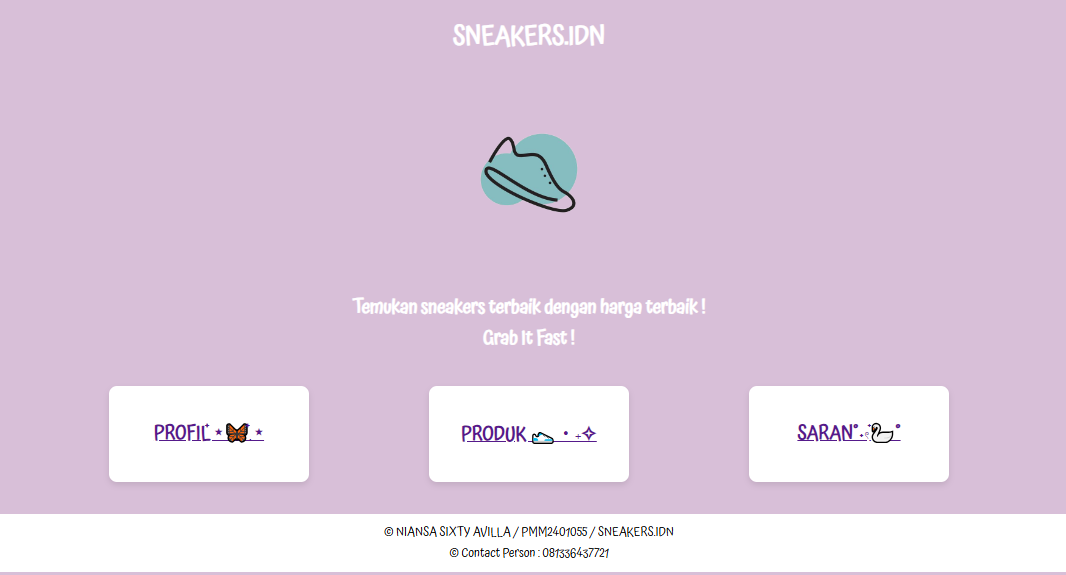 SNEAKERS.IDN
Temukan sneakers terbaik dengan harga terbaik !
Grab It Fast !
PROFIL⁺ ⋆🦋 ⋆
PRODUK 👟 • ₊✧
SARAN˚₊🦢˚
© NIANSA SIXTY AVILLA / PMM2401055 / SNEAKERS.IDN
© Contact Person : 081336437721